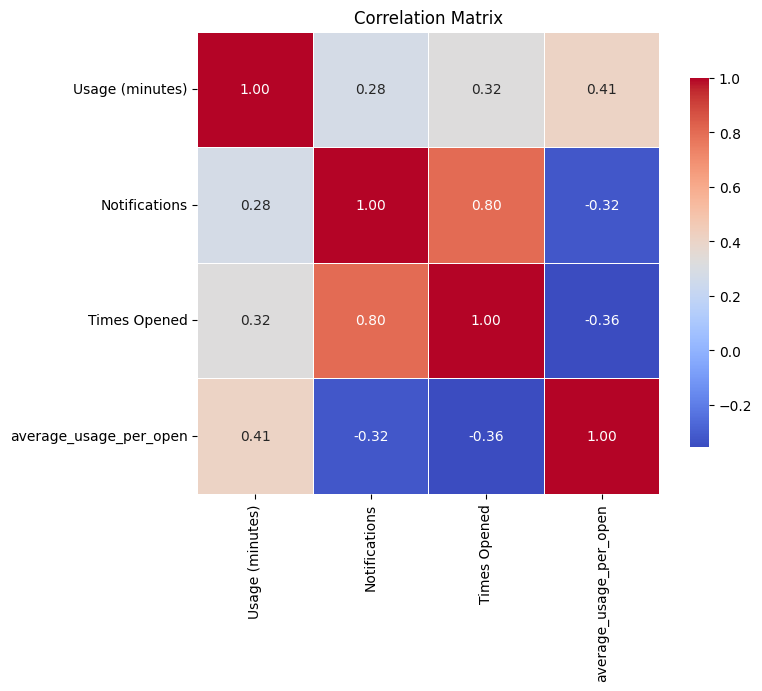 Correlation Matrix
Usage (minutes) 1.00 0.28 0.32 0.41
Notifications 0.28 1.00 0.80 -0.32
Times Opened 0.32 0.80 1.00 -0.36
average_usage_per_open 0.41 -0.32 -0.36 1.00
Usage (minutes)
Notifications
Times Opened
average_usage_per_open
1.0
0.8
0.6
0.4
0.2
0.0
−0.2